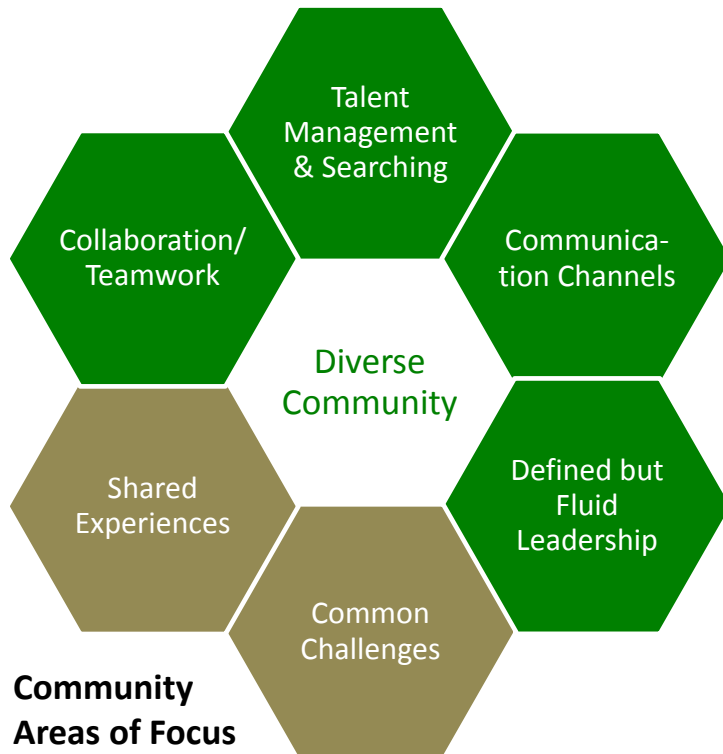 Talent
Management
& Searching
Collaboration/
Teamwork
Communica-
tion Channels
Diverse
Community
Shared
Experiences
Defined but
Fluid
Leadership
Common
Challenges
Community
Areas of Focus